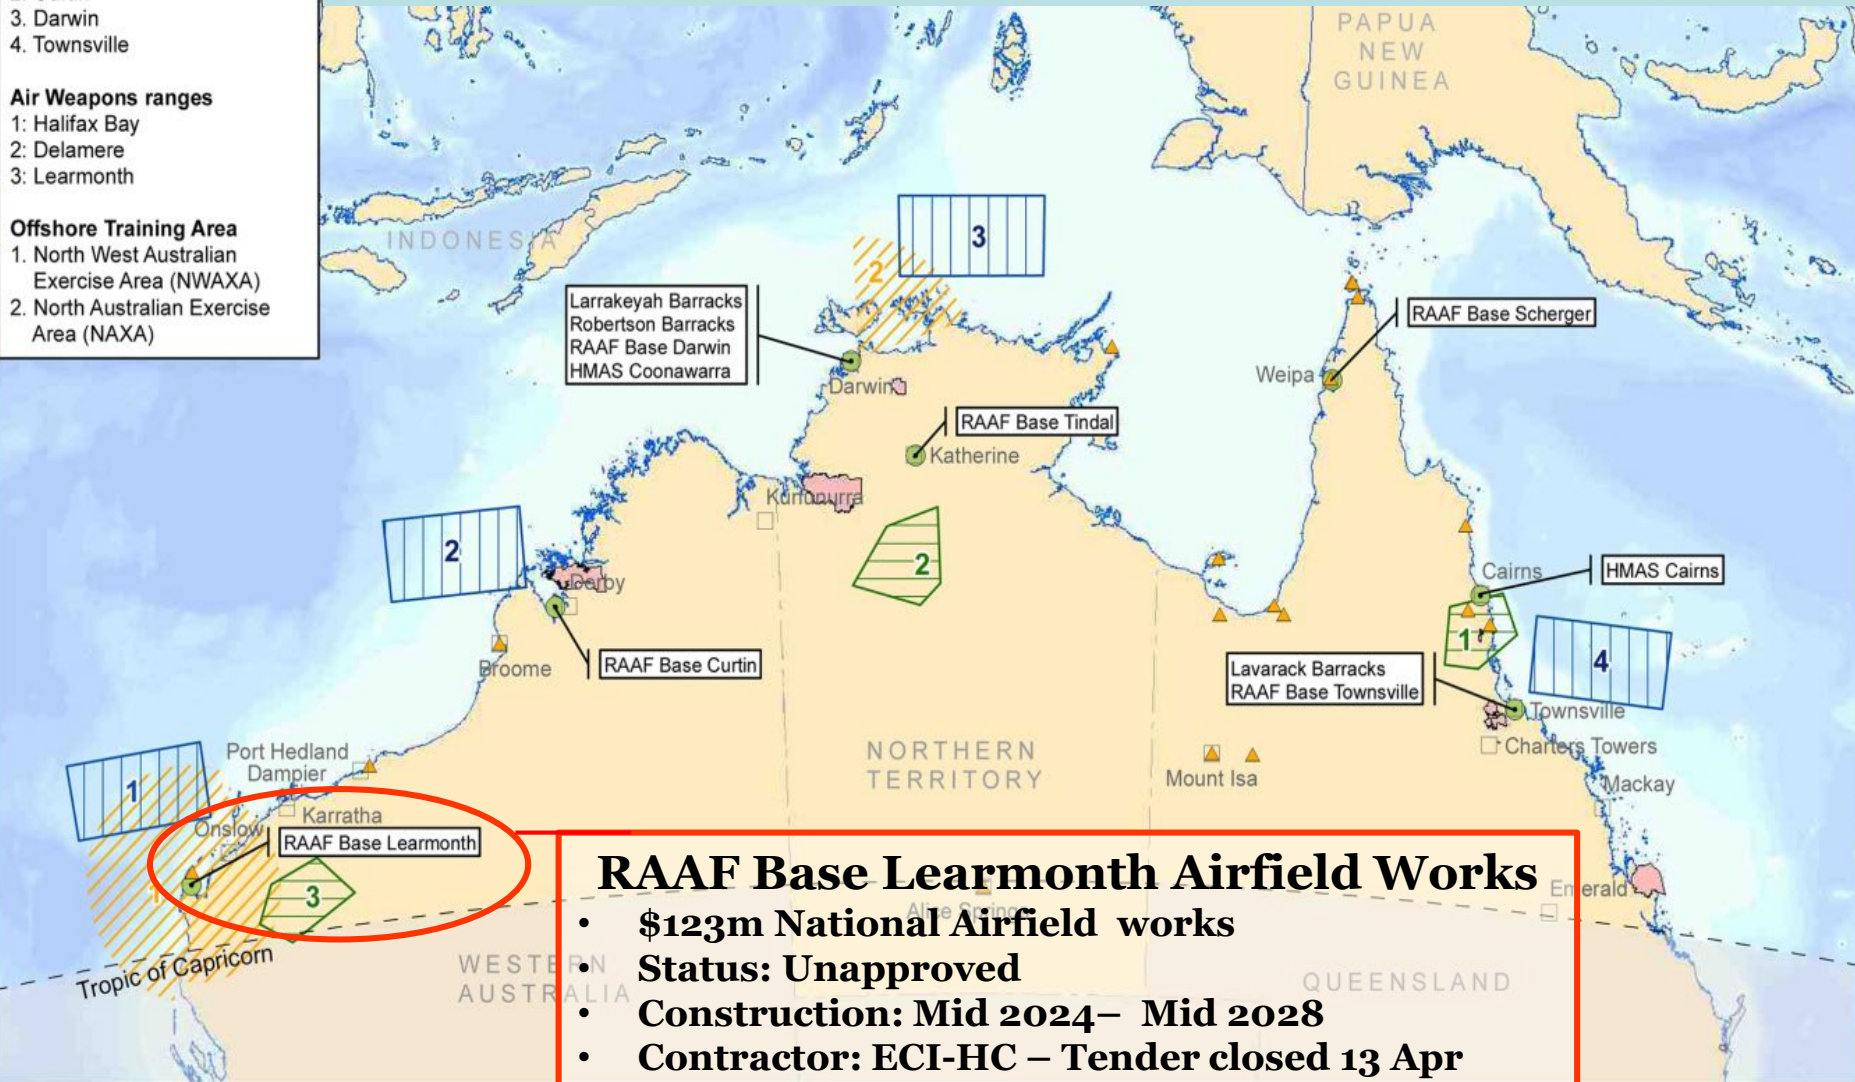 3. Darwin
4. Townsville
Air Weapons ranges
1: Halifax Bay
2: Delamere
3: Learmonth
Offshore Training Area
1. North West Australian
Exercise Area (NWAXA)
2. North Australian Exercise
Area (NAXA)
PAPUA
NEW
GUINEA
INDONESIA
3
2
Larrakeyah Barracks
Robertson Barracks
RAAF Base Darwin
HMAS Coonawarra
Darwin
RAAF Base Scherger
Weipa
RAAF Base Tindal
Katherine
Kununurra
2
2
Derby
Cairns
HMAS Cairns
1
4
Broome
RAAF Base Curtin
Lavarack Barracks
RAAF Base Townsville
Townsville
Charters Towers
Port Hedland
Dampier
NORTHERN
TERRITORY
Mount Isa
Mackay
1
Karratha
Onslow
RAAF Base Learmonth
1
3
Tropic of Capricorn
WESTERN
AUSTRALIA
Alice Springs
Emerald
QUEENSLAND
RAAF Base Learmonth Airfield Works
• $123m National Airfield works
• Status: Unapproved
• Construction: Mid 2024– Mid 2028
• Contractor: ECI-HC – Tender closed 13 Apr